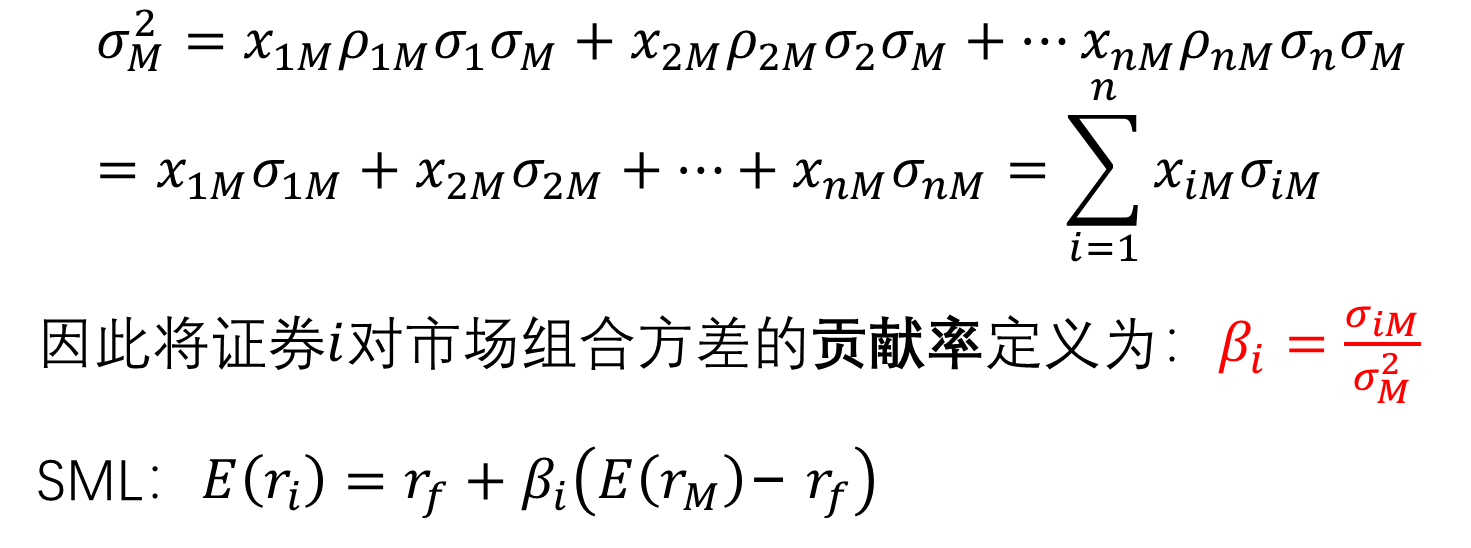 σ_M^2 = x_{1M}ρ_{1M}σ_1σ_M + x_{2M}ρ_{2M}σ_2σ_M + ⋯ x_{nM}ρ_{nM}σ_nσ_M
= x_{1M}σ_{1M} + x_{2M}σ_{2M} + ⋯ + x_{nM}σ_{nM} = \sum_{i=1}^{n} x_{iM}σ_{iM}
因此将证券i对市场组合方差的贡献率定义为：β_i = \frac{σ_{iM}}{σ_M^2}
SML：E(r_i) = r_f + β_i(E(r_M) − r_f)